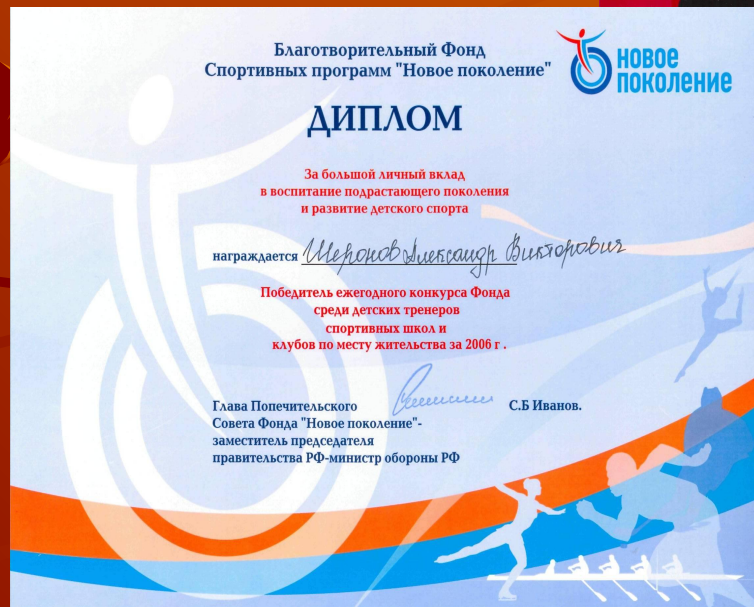 Благотворительный Фонд
Спортивных программ "Новое поколение"
НОВОЕ
ПОКОЛЕНИЕ
ДИПЛОМ
За большой личный вклад
в воспитание подрастающего поколения
и развитие детского спорта
награждается Шеронов Александр Викторович
Победитель ежегодного конкурса Фонда
среди детских тренеров
спортивных школ и
клубов по месту жительства за 2006 г .
Глава Попечительского
С.Б Иванов.
Совета Фонда "Новое поколение"-
заместитель председателя
правительства РФ-министр обороны РФ